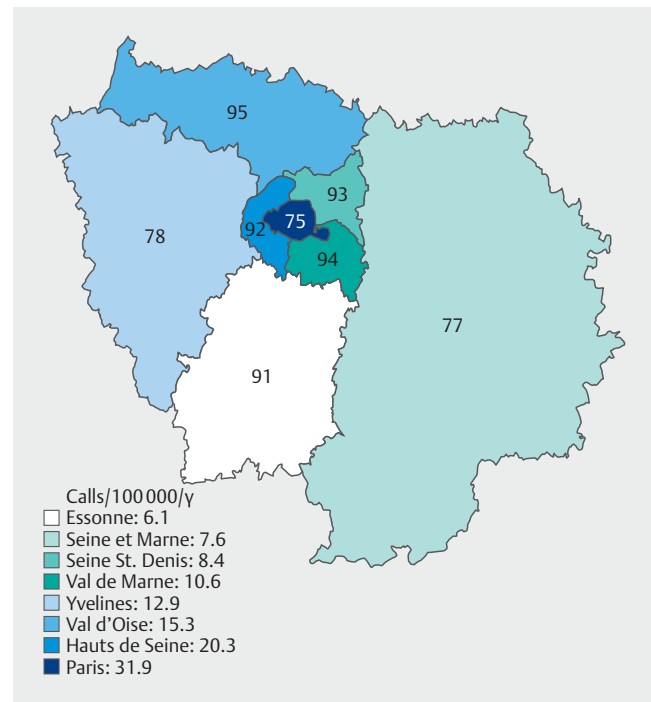 95
93
75
92
78
94
77
91
Calls/100 000/y
Essonne: 6.1
Seine et Marne: 7.6
Seine St. Denis: 8.4
Val de Marne: 10.6
Yvelines: 12.9
Val d’Oise: 15.3
Hauts de Seine: 20.3
Paris: 31.9